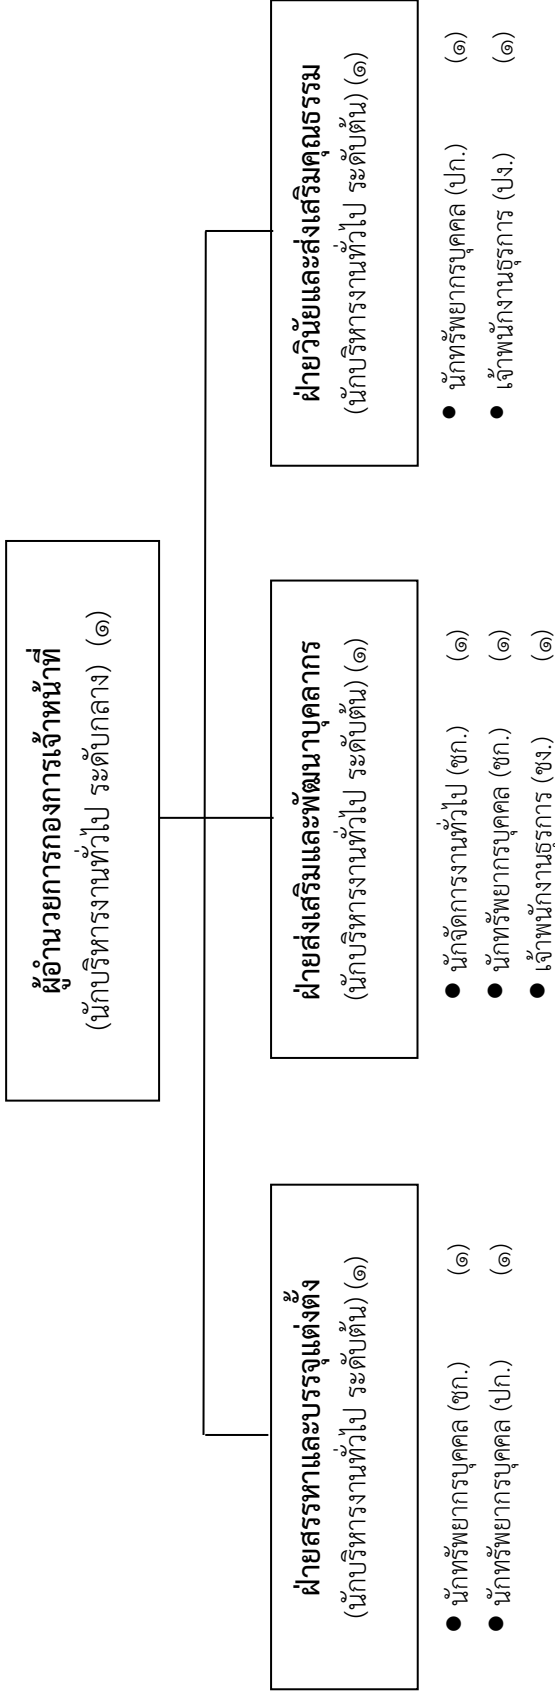 ผู้อำนวยการกองการเจ้าหน้าที่
(นักบริหารงานทั่วไป ระดับกลาง) (๑)
ฝ่ายสรรหาและบรรจุแต่งตั้ง
(นักบริหารงานทั่วไป ระดับต้น) (๑)
● นักทรัพยากรบุคคล (ชก.) (๑)
● นักทรัพยากรบุคคล (ปก.) (๑)
ฝ่ายส่งเสริมและพัฒนาบุคลากร
(นักบริหารงานทั่วไป ระดับต้น) (๑)
● นักจัดการงานทั่วไป (ชก.) (๑)
● นักทรัพยากรบุคคล (ชก.) (๑)
● เจ้าพนักงานธุรการ (ชง.) (๑)
ฝ่ายวินัยและส่งเสริมคุณธรรม
(นักบริหารงานทั่วไป ระดับต้น) (๑)
● นักทรัพยากรบุคคล (ปก.) (๑)
● เจ้าพนักงานธุรการ (ปง.) (๑)